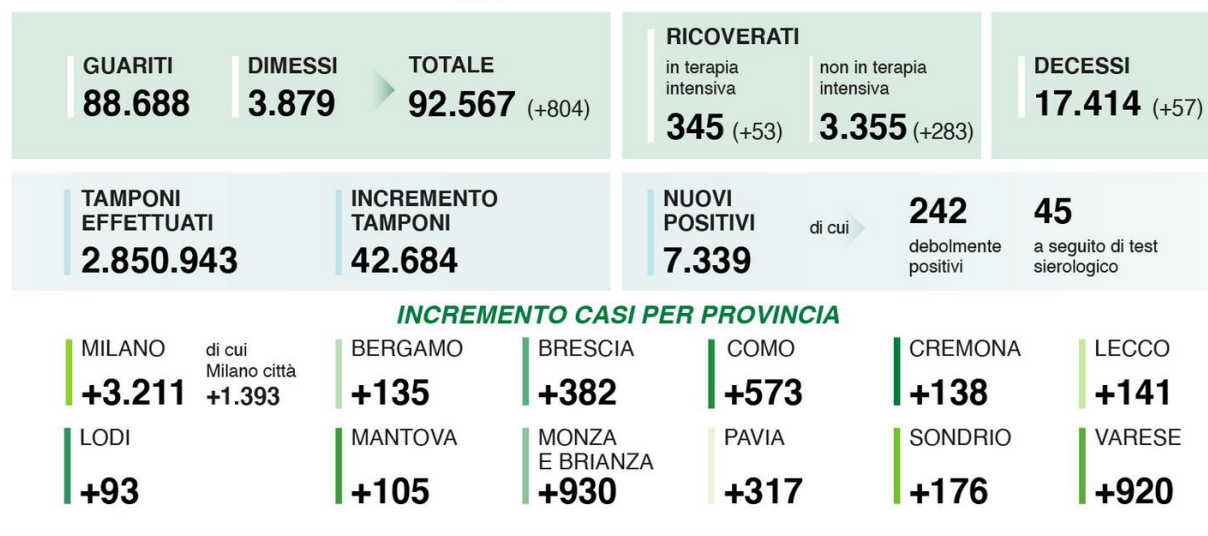 GUARITI
88.688
DIMESSI
3.879
TOTALE
92.567 (+804)
RICOVERATI
in terapia
intensiva
345 (+53)
non in terapia
intensiva
3.355 (+283)
DECESSI
17.414 (+57)
TAMPONI
EFFETTUATI
2.850.943
INCREMENTO
TAMPONI
42.684
NUOVI
POSITIVI
7.339
di cui
242
debolmente
positivi
45
a seguito di test
sierologico
INCREMENTO CASI PER PROVINCIA
MILANO
+3.211
di cui
Milano città
+1.393
BERGAMO
+135
BRESCIA
+382
COMO
+573
CREMONA
+138
LECCO
+141
LODI
+93
MANTOVA
+105
MONZA
E BRIANZA
+930
PAVIA
+317
SONDRIO
+176
VARESE
+920